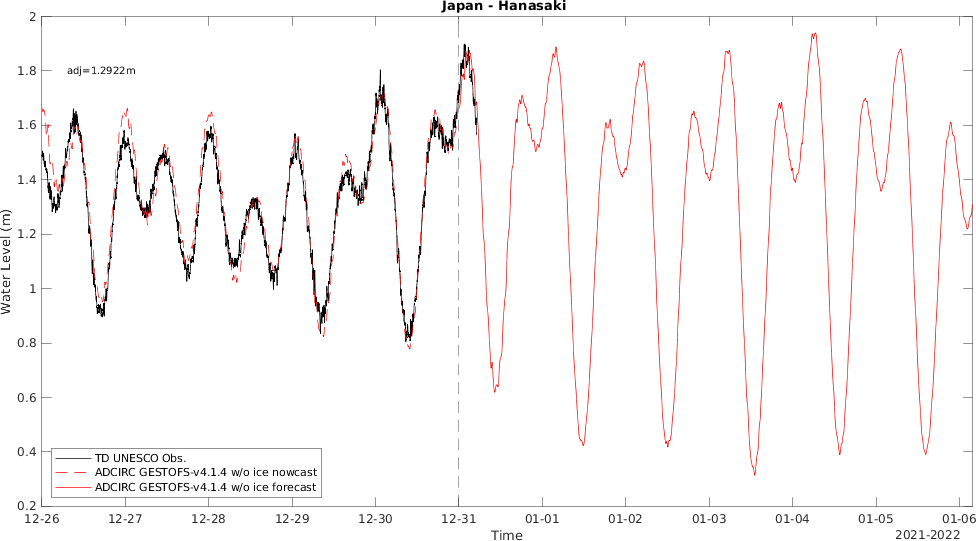 Japan - Hanasaki
2
1.8
1.6
1.4
1.2
1
0.8
0.6
0.4
0.2
Water Level (m)
adj=1.2922m
TD UNESCO Obs.
ADCIRC GESTOFS-v4.1.4 w/o ice nowcast
ADCIRC GESTOFS-v4.1.4 w/o ice forecast
12-26 12-27 12-28 12-29 12-30 12-31 01-01 01-02 01-03 01-04 01-05 01-06
Time
2021-2022